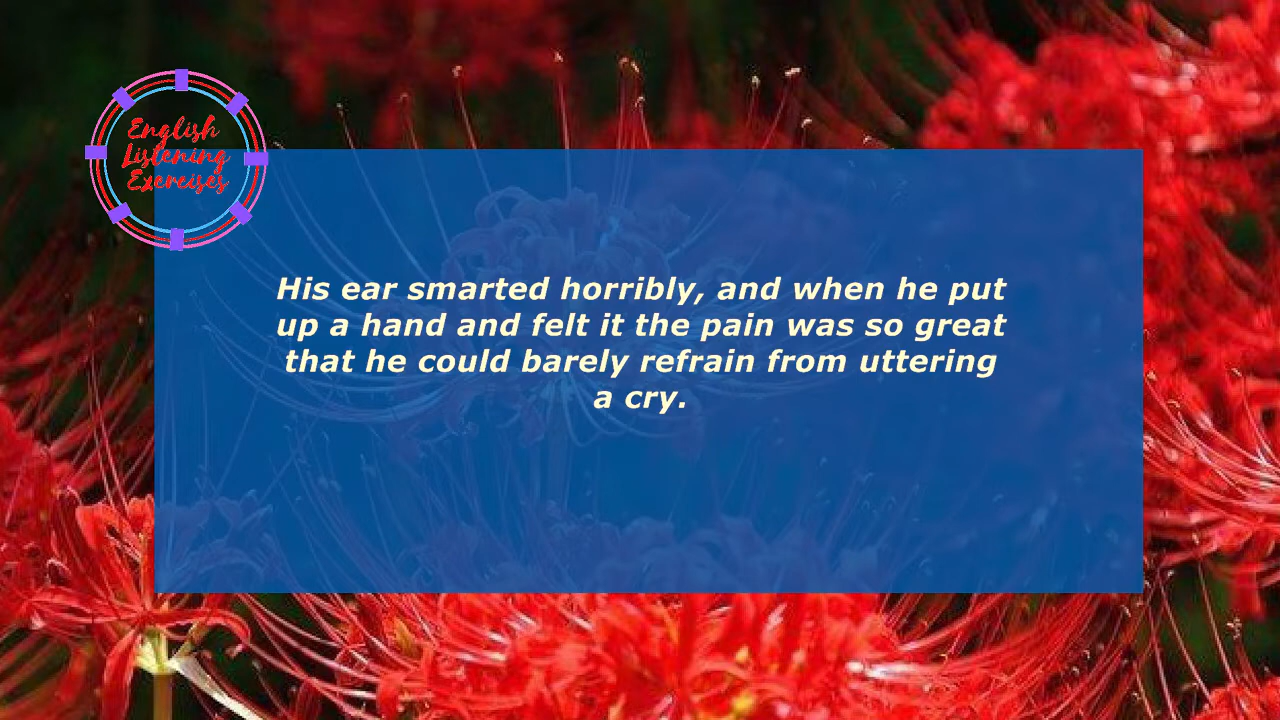 English
Listening
Exercises
His ear smarted horribly, and when he put
up a hand and felt it the pain was so great
that he could barely refrain from uttering
a cry.